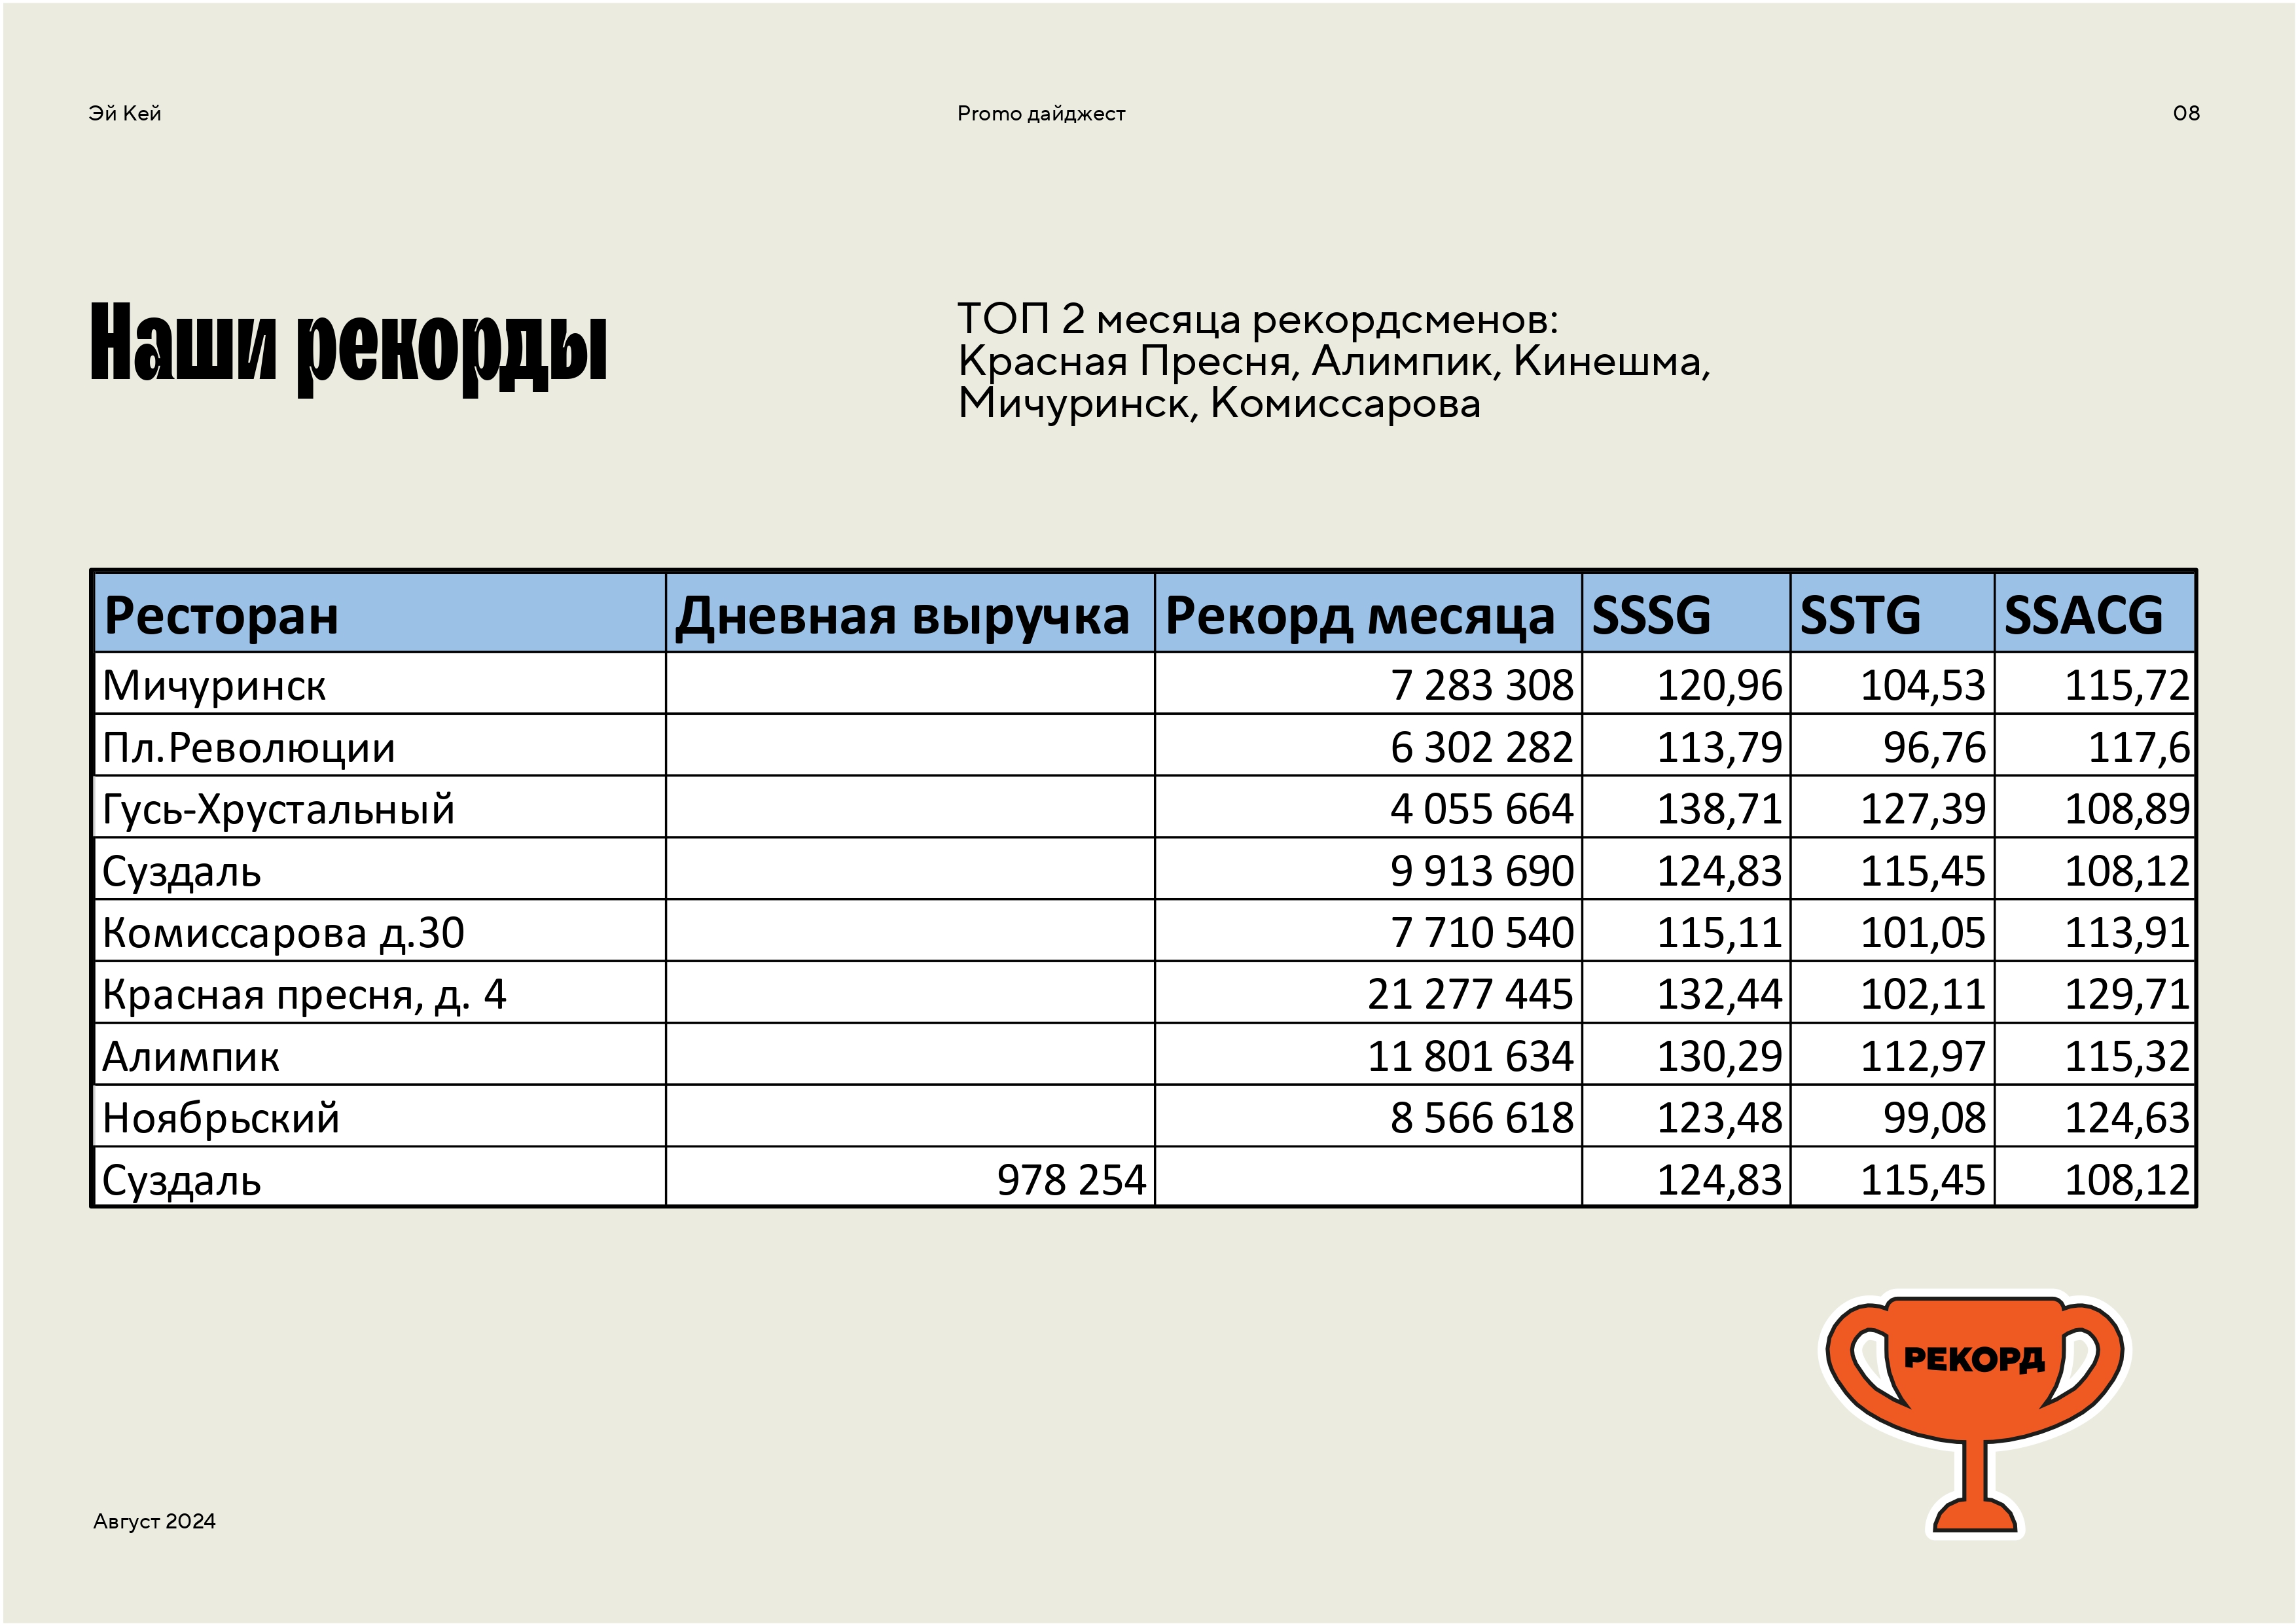 Эй Кей
Promo дайджест
08
Наши рекорды
ТОП 2 месяца рекордсменов:
Красная Пресня, Алимпик, Кинешма,
Мичуринск, Комиссарова
Ресторан Дневная выручка Рекорд месяца SSSG SSTG SSACG
Мичуринск 7 283 308 120,96 104,53 115,72
Пл.Революции 6 302 282 113,79 96,76 117,6
Гусь-Хрустальный 4 055 664 138,71 127,39 108,89
Суздаль 9 913 690 124,83 115,45 108,12
Комиссарова д.30 7 710 540 115,11 101,05 113,91
Красная пресня, д. 4 21 277 445 132,44 102,11 129,71
Алимпик 11 801 634 130,29 112,97 115,32
Ноябрьский 8 566 618 123,48 99,08 124,63
Суздаль 978 254 124,83 115,45 108,12
РЕКОРД
Август 2024